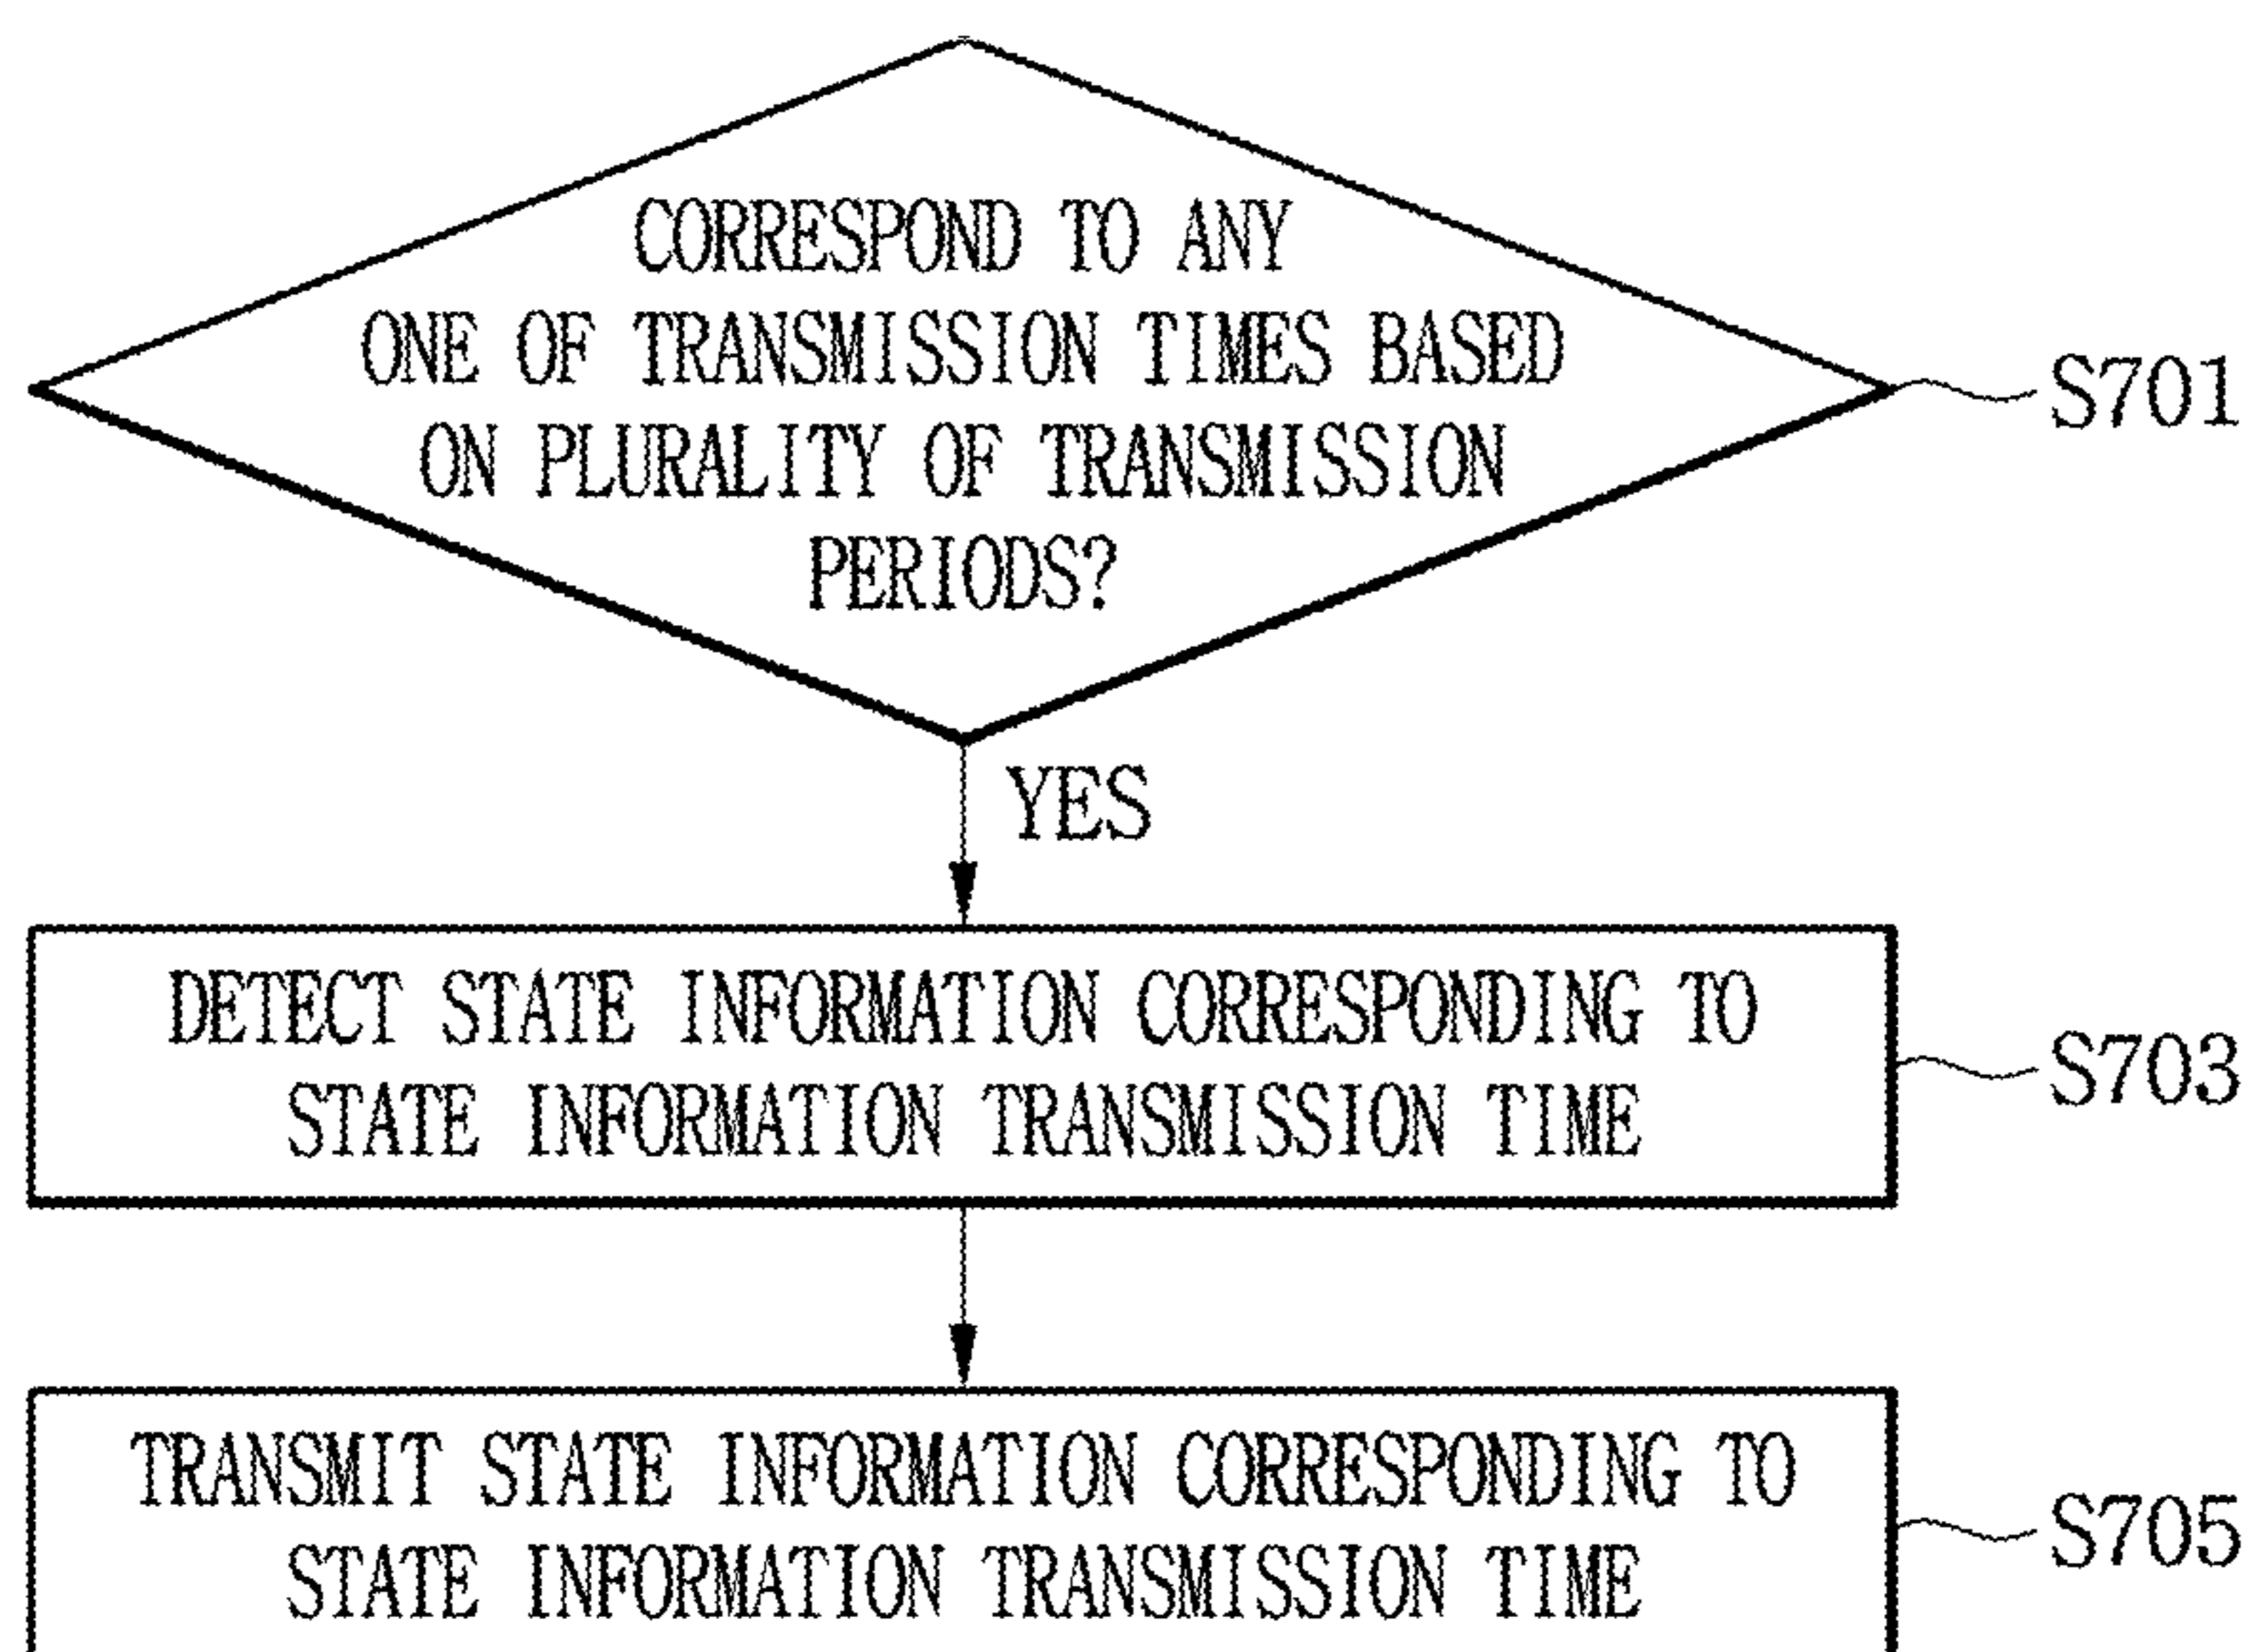 CORRESPOND TO ANY
ONE OF TRANSMISSION TIMES BASED
ON PLURALITY OF TRANSMISSION
PERIODS?
S701
YES
DETECT STATE INFORMATION CORRESPONDING TO
STATE INFORMATION TRANSMISSION TIME
S703
TRANSMIT STATE INFORMATION CORRESPONDING TO
STATE INFORMATION TRANSMISSION TIME
S705